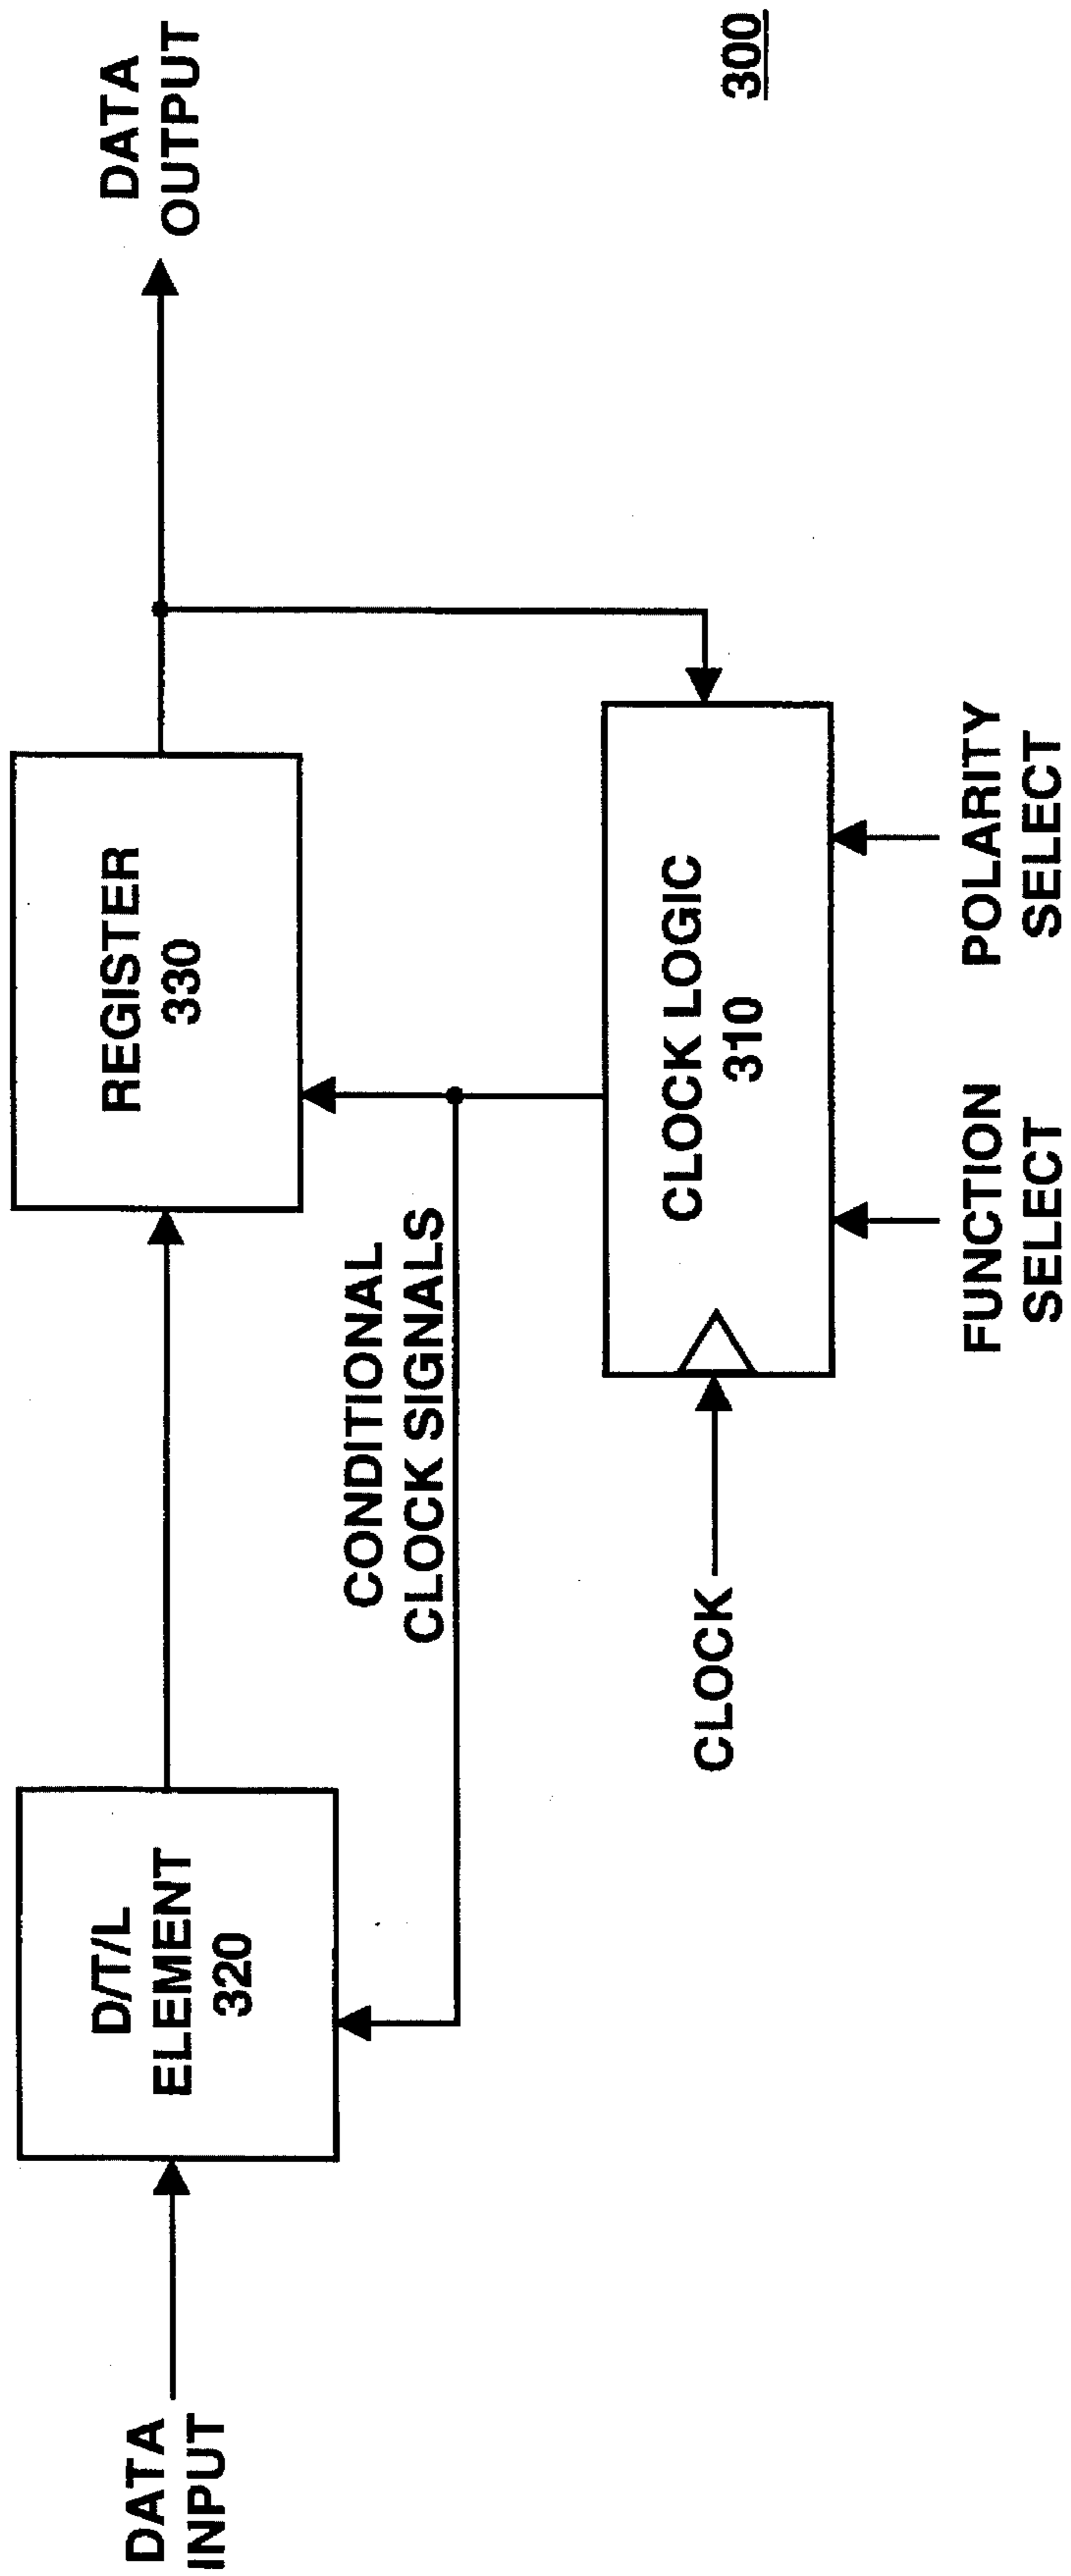 DATA
INPUT
D/T/L
ELEMENT
320
REGISTER
330
DATA
OUTPUT
CONDITIONAL
CLOCK SIGNALS
CLOCK
CLOCK LOGIC
310
FUNCTION
SELECT
POLARITY
SELECT
300